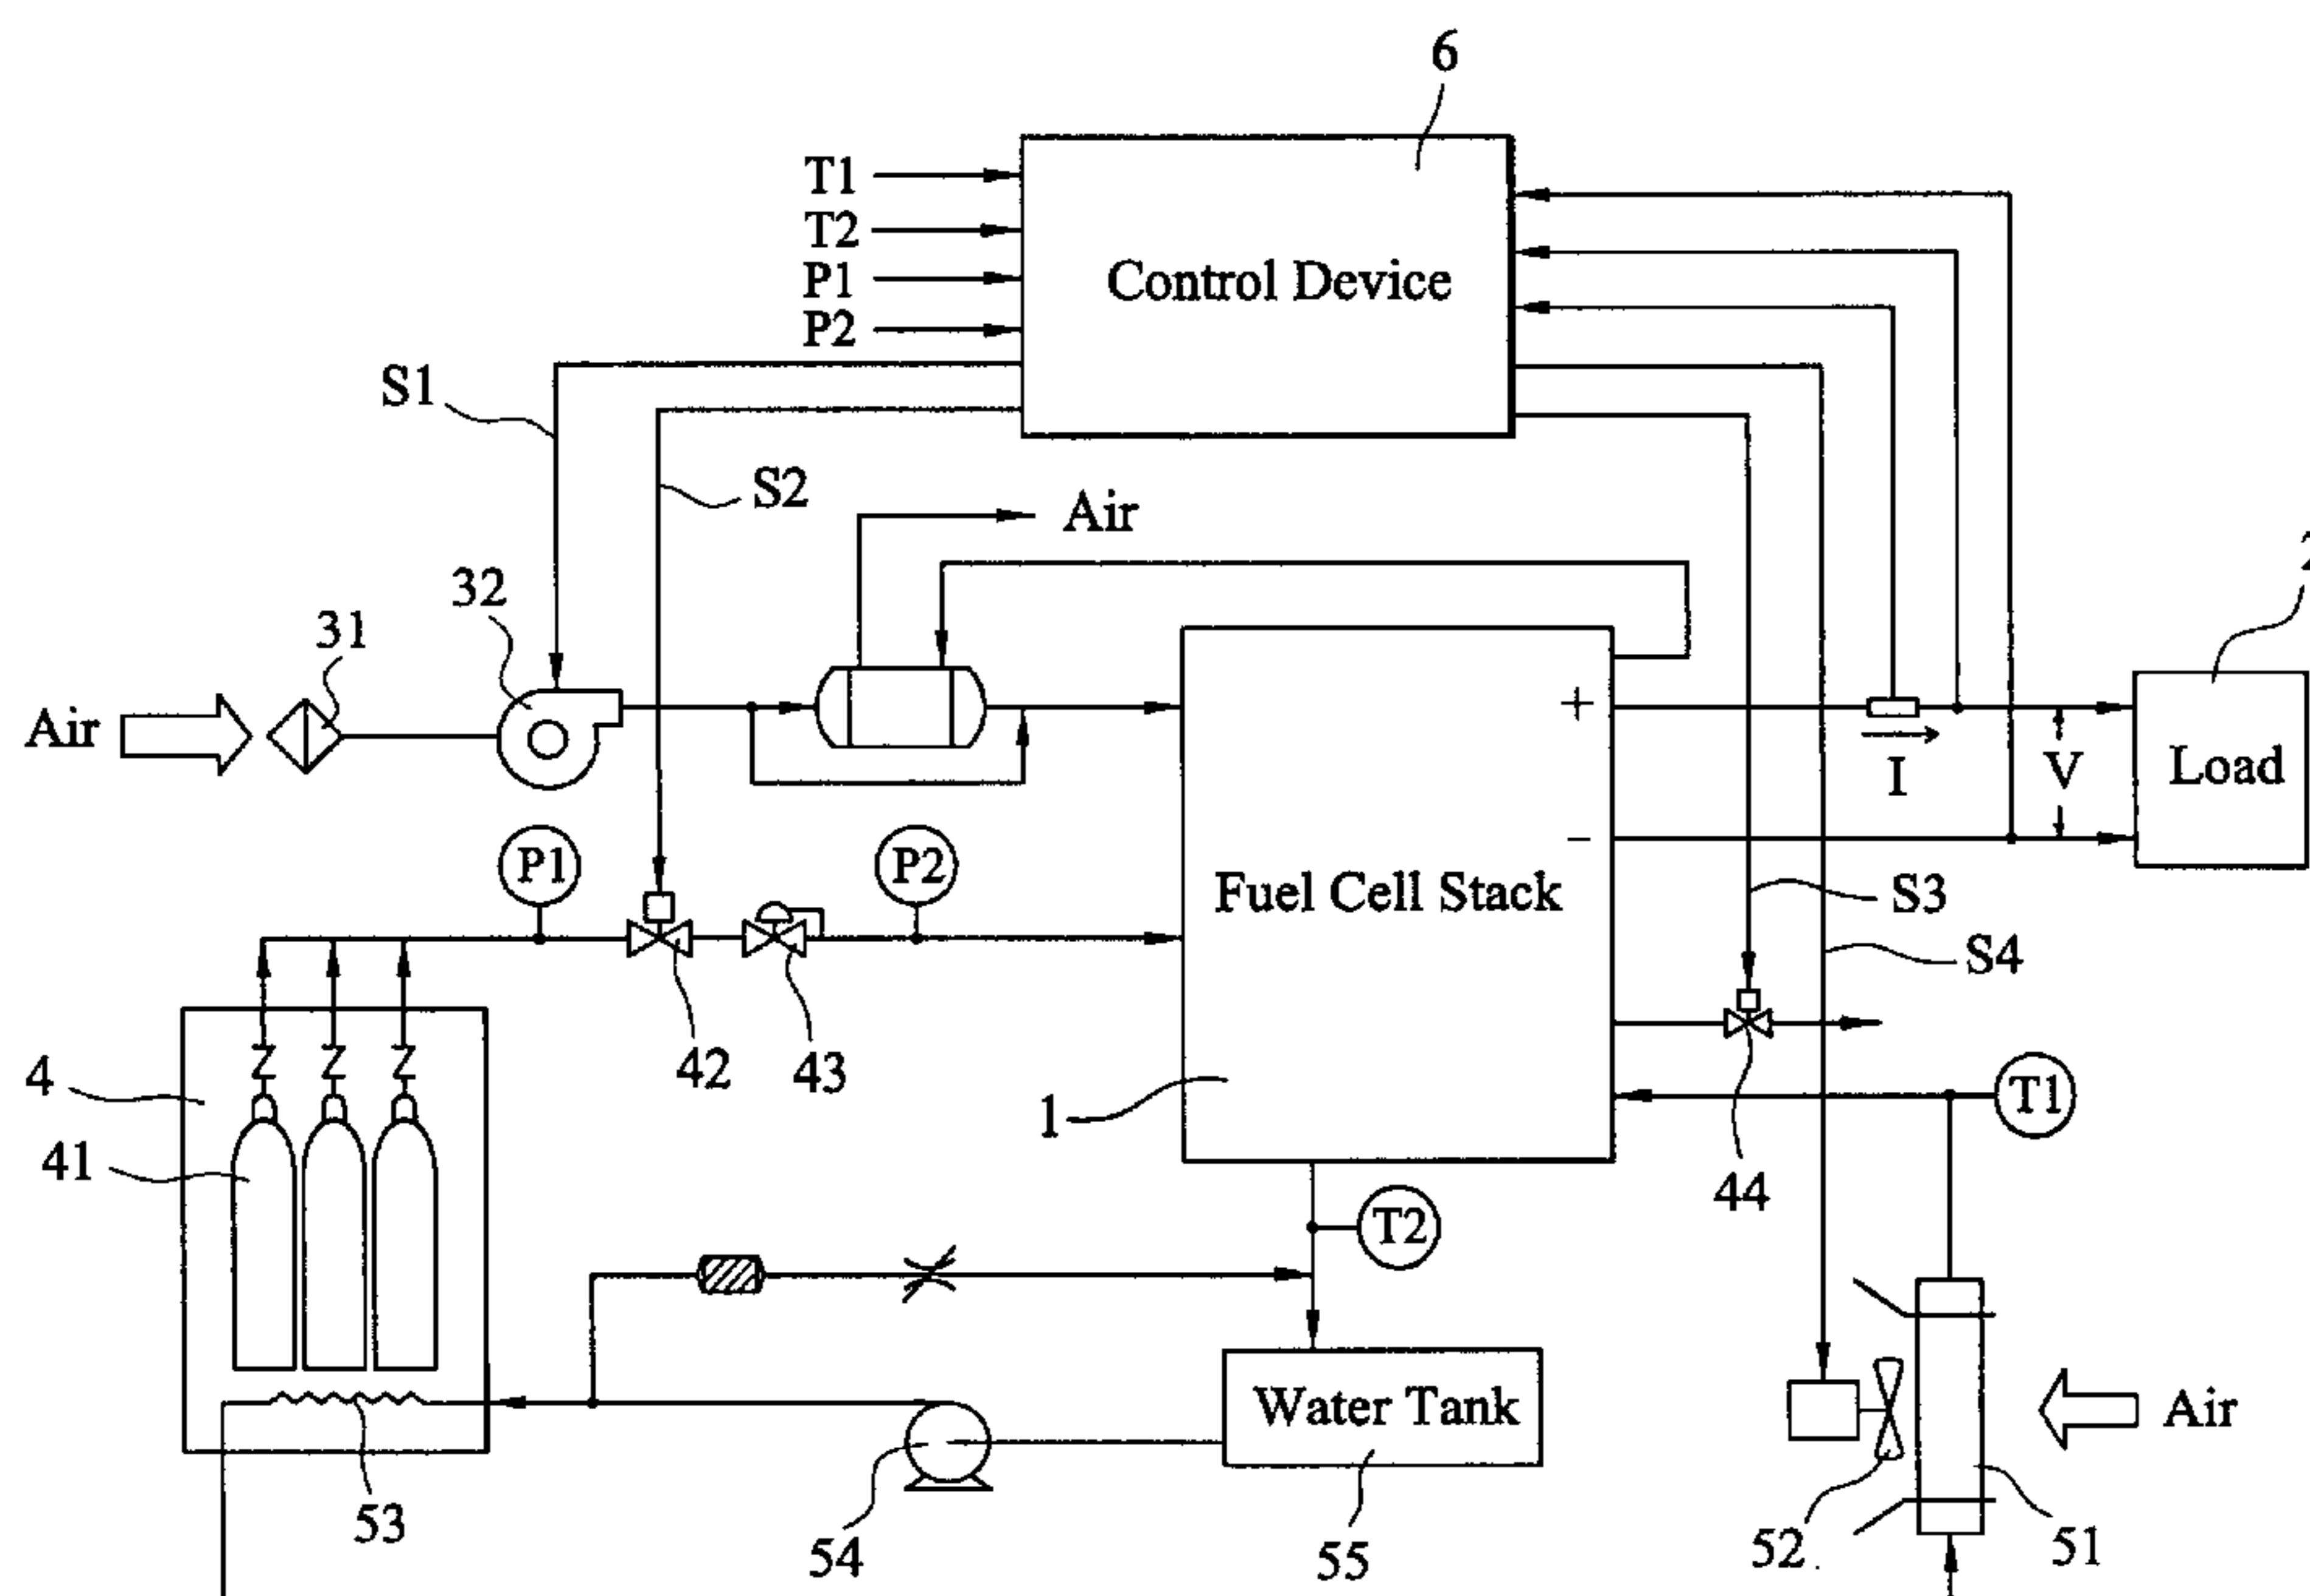 6
T1
T2
P1
P2
Control Device
S1
S2
Air
32
31
Air
+
I
V
Load
P1
P2
−
Fuel Cell Stack
S3
S4
42
43
4
1
T1
41
44
T2
Water Tank
Air
53
54
55
52
51